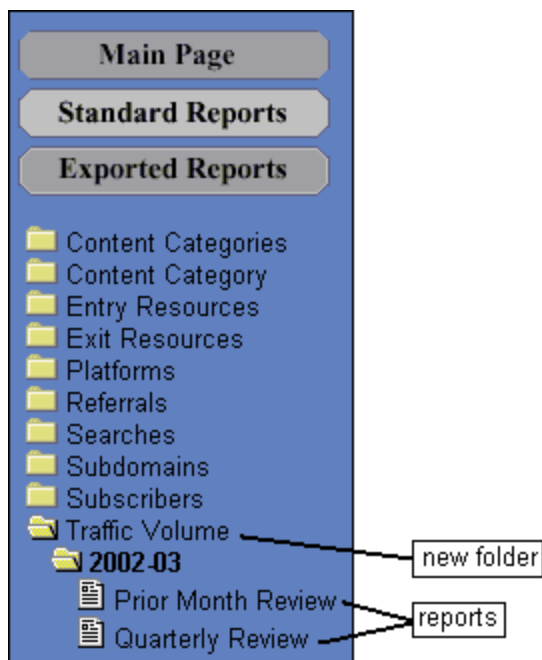 Main Page
Standard Reports
Exported Reports
Content Categories
Content Category
Entry Resources
Exit Resources
Platforms
Referrals
Searches
Subdomains
Subscribers
Traffic Volume
new folder
2002-03
Prior Month Review
reports
Quarterly Review